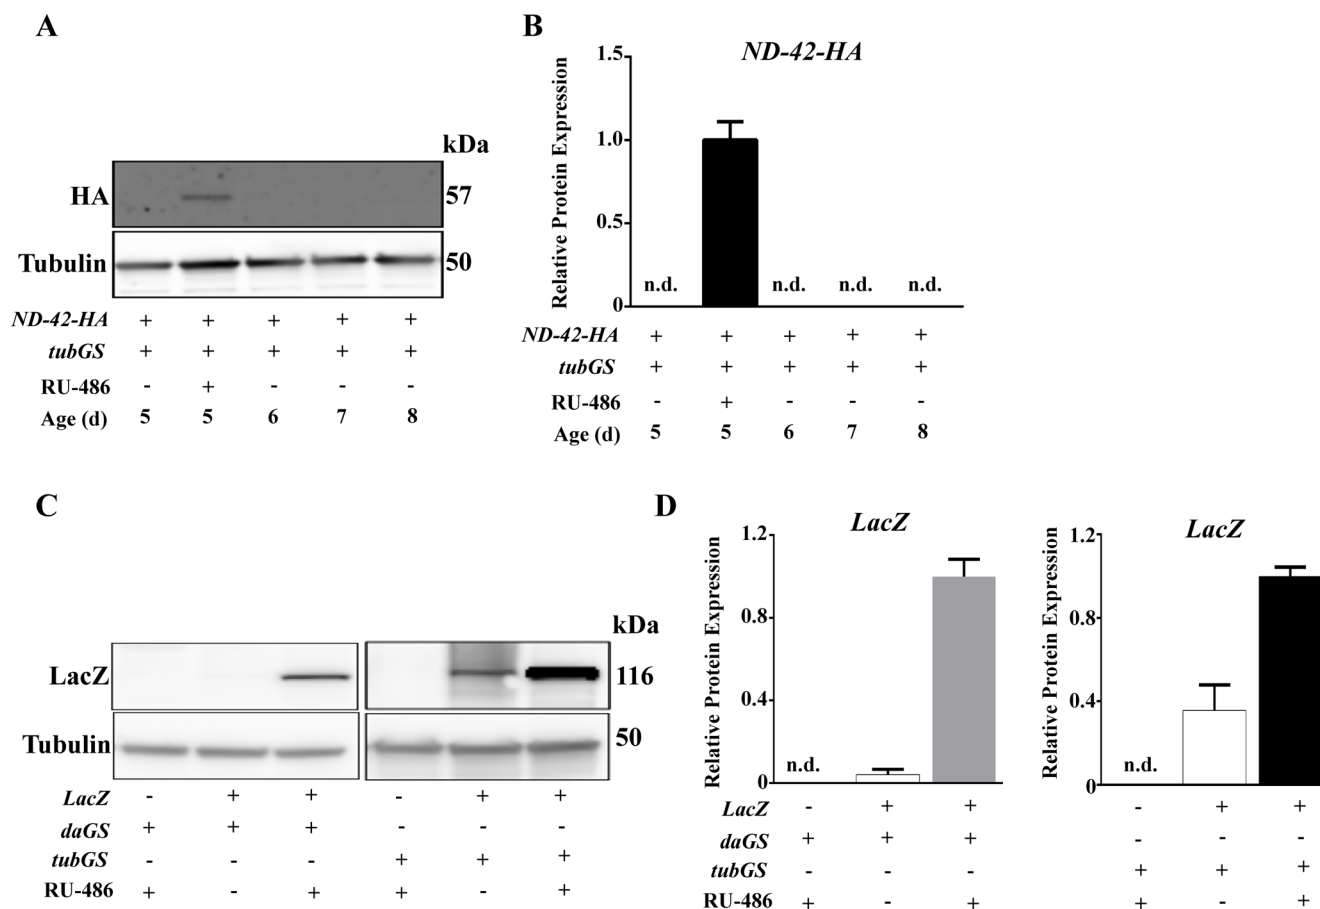 A
kDa
HA 57
Tubulin 50
ND-42-HA + + + + +
tubGS + + + + +
RU-486 - + - - -
Age (d) 5 5 6 7 8
B
ND-42-HA
Relative Protein Expression
1.5
1.0
0.5
0
n.d. n.d. n.d. n.d.
ND-42-HA + + + + +
tubGS + + + + +
RU-486 - + - - -
Age (d) 5 5 6 7 8
C
kDa
LacZ 116
Tubulin 50
LacZ - + + - + +
daGS + + + - - -
tubGS - - - + + +
RU-486 + - + + - +
D
LacZ
Relative Protein Expression
1.2
0.8
0.4
0
n.d.
LacZ - + +
daGS + + +
tubGS - - -
RU-486 + - +
LacZ
Relative Protein Expression
1.2
0.8
0.4
0
n.d.
- + +
- - -
+ + +
+ - +